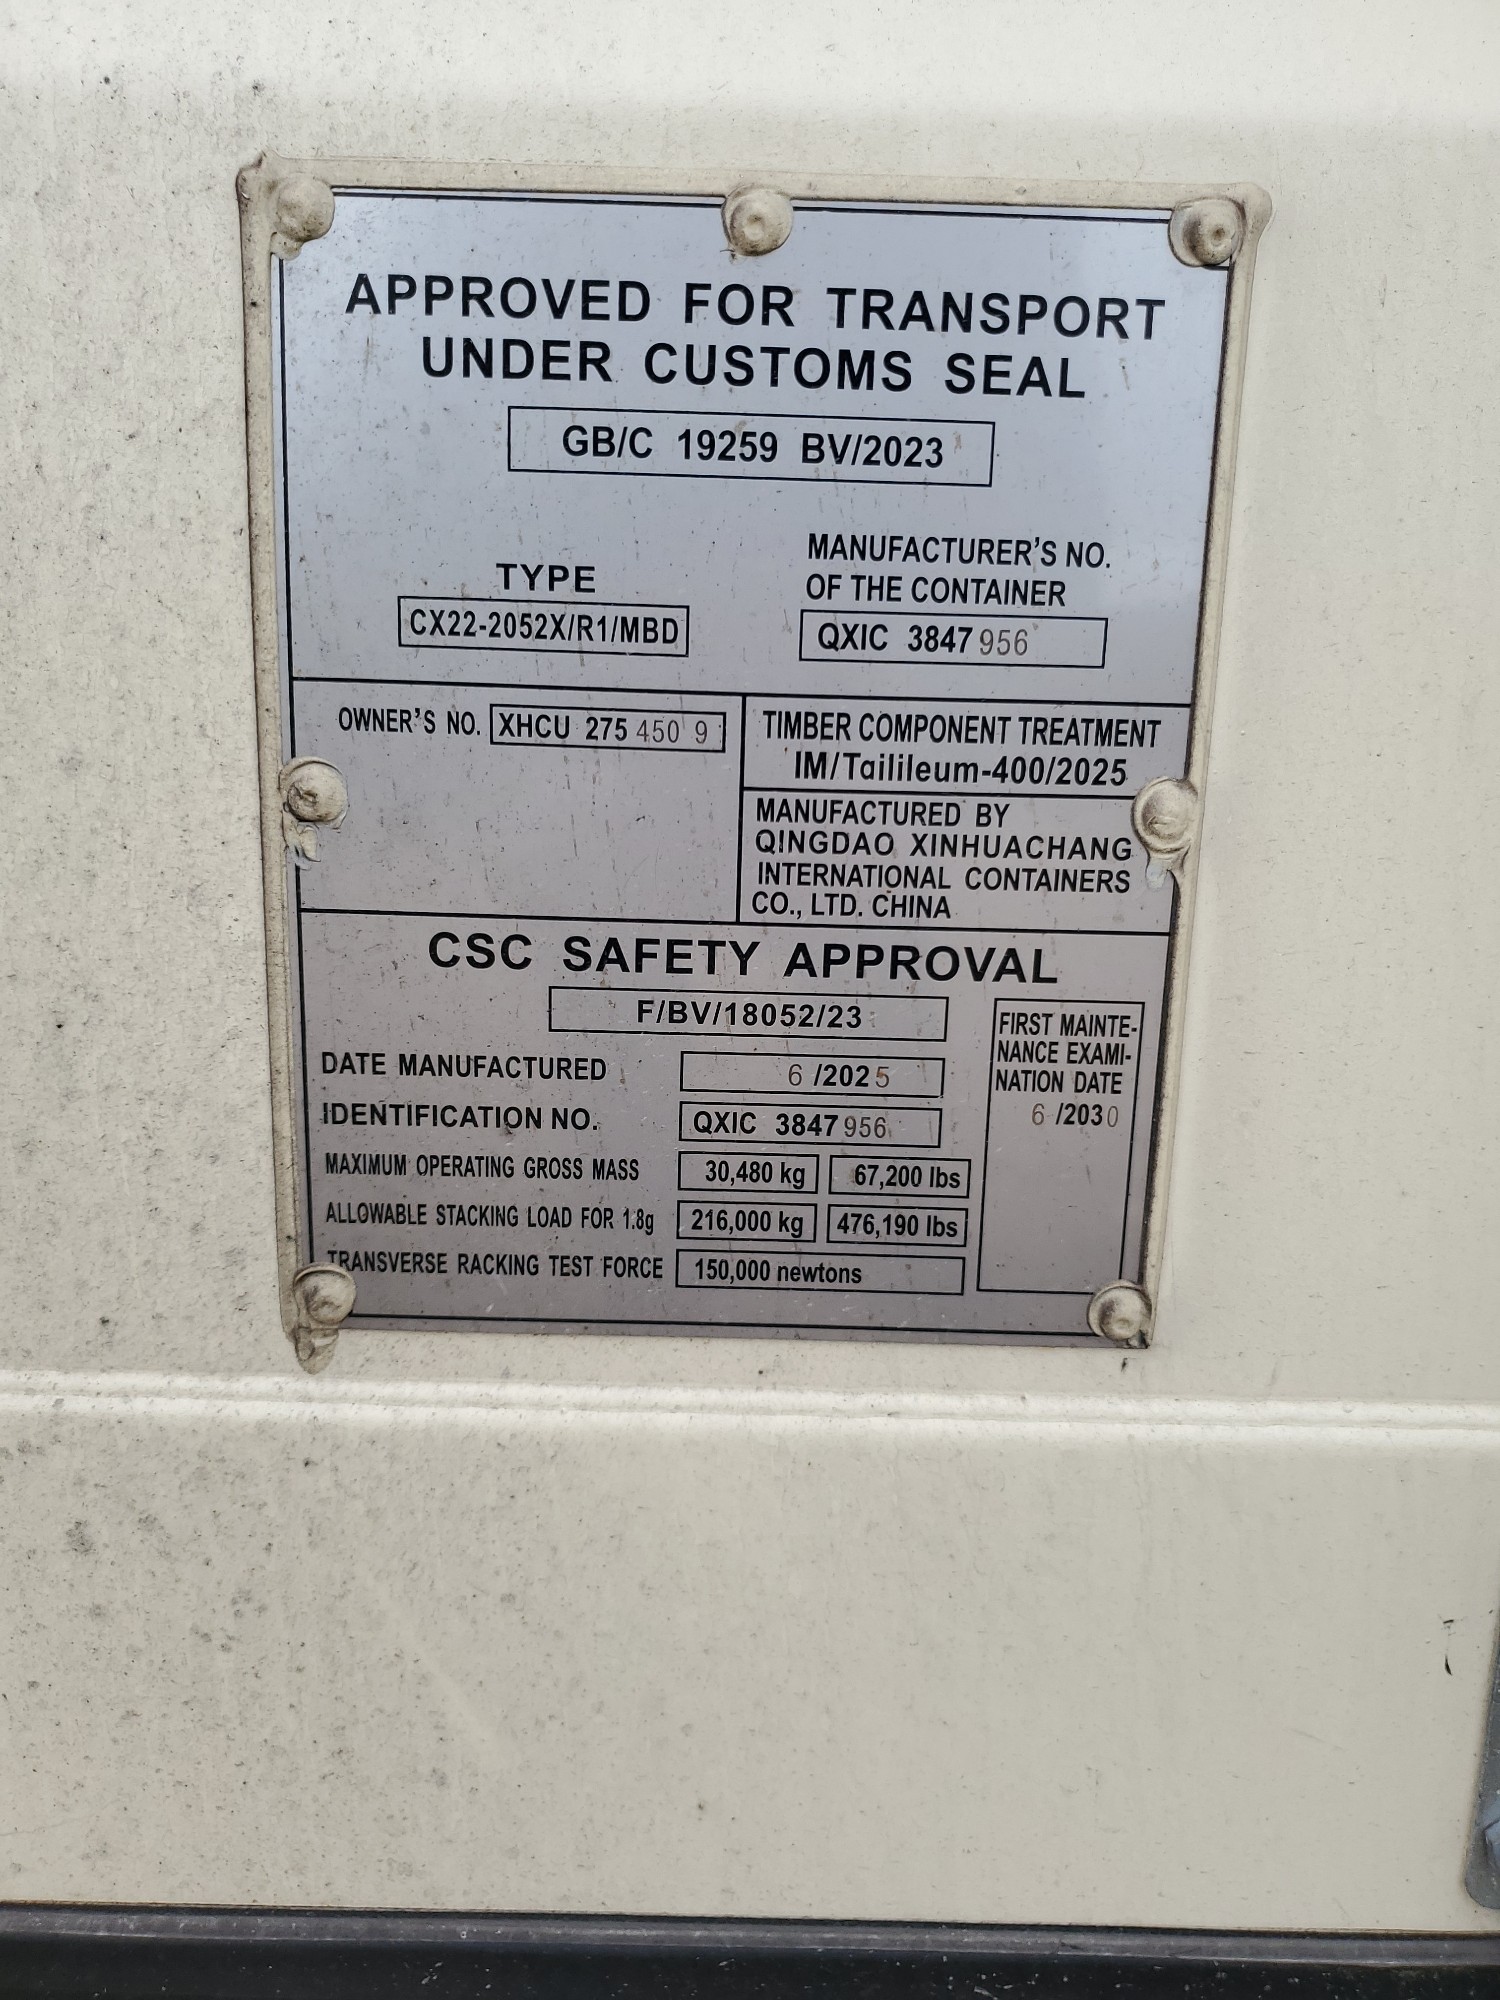 APPROVED FOR TRANSPORT
UNDER CUSTOMS SEAL
GB/C 19259 BV/2023
TYPE
CX22-2052X/R1/MBD
MANUFACTURER'S NO.
OF THE CONTAINER
QXIC 3847 956
OWNER'S NO. XHCU 275 450 9
TIMBER COMPONENT TREATMENT
IM/Tailileum-400/2025
MANUFACTURED BY
QINGDAO XINHUACHANG
INTERNATIONAL CONTAINERS
CO., LTD. CHINA
CSC SAFETY APPROVAL
F/BV/18052/23
DATE MANUFACTURED 6 /2025
IDENTIFICATION NO. QXIC 3847 956
MAXIMUM OPERATING GROSS MASS 30,480 kg 67,200 lbs
ALLOWABLE STACKING LOAD FOR 1.8g 216,000 kg 476,190 lbs
TRANSVERSE RACKING TEST FORCE 150,000 newtons
FIRST MAINTE-
NANCE EXAMI-
NATION DATE
6 /2030